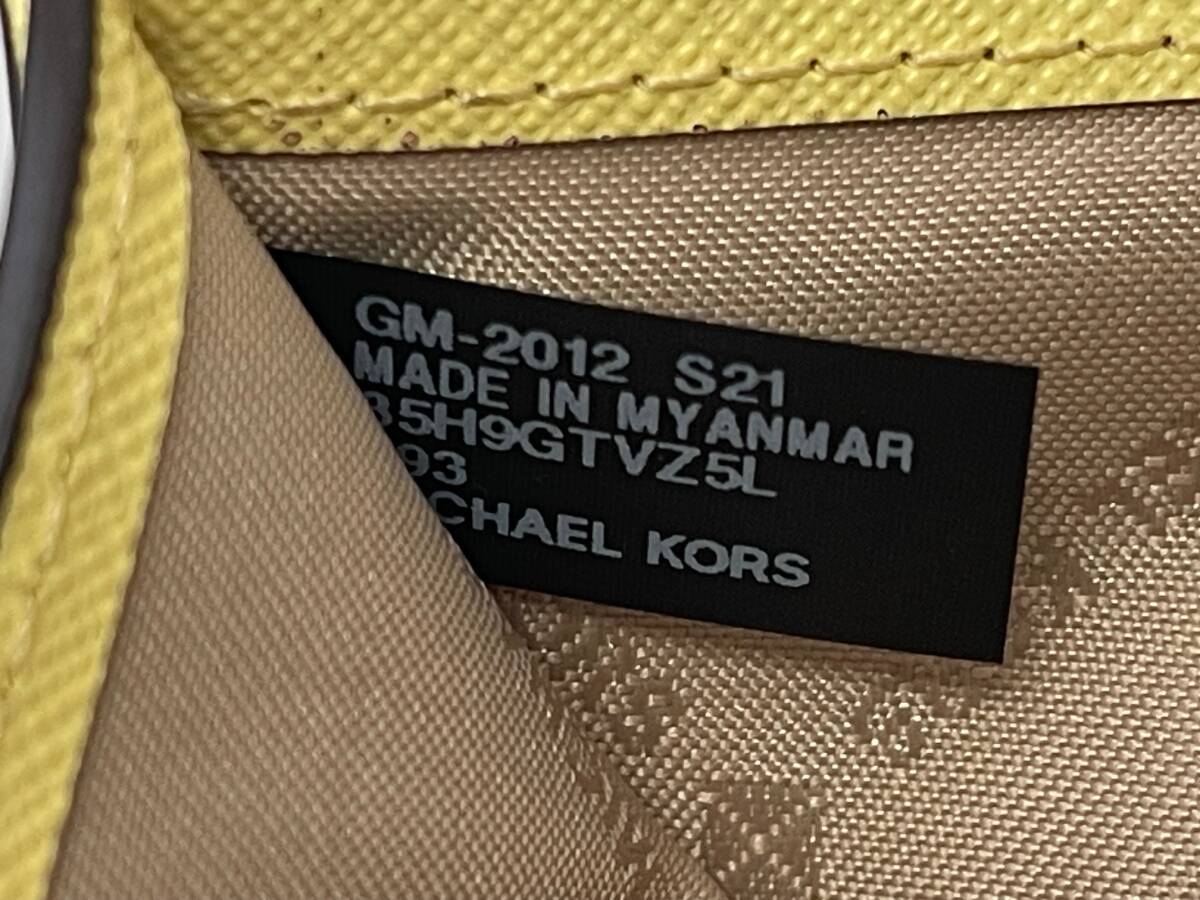 GM-2012 S21
MADE IN MYANMAR
35H9GTVZ5L
93
CHAEL KORS